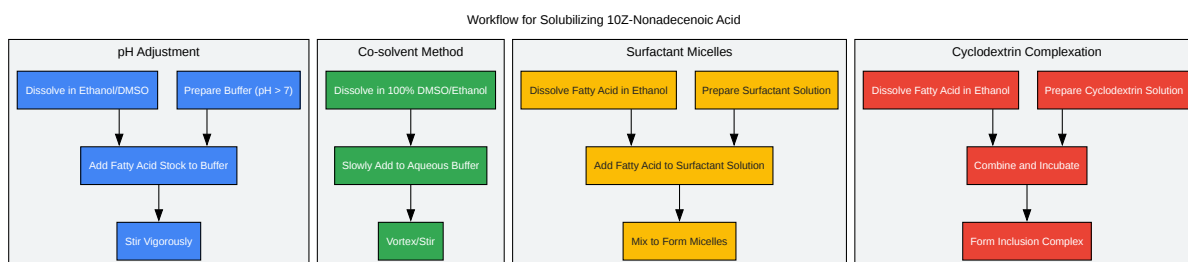 Workflow for Solubilizing 10Z-Nonadecenoic Acid
pH Adjustment
Dissolve in Ethanol/DMSO
Prepare Buffer (pH > 7)
Add Fatty Acid Stock to Buffer
Stir Vigorously
Co-solvent Method
Dissolve in 100% DMSO/Ethanol
Slowly Add to Aqueous Buffer
Vortex/Stir
Surfactant Micelles
Dissolve Fatty Acid in Ethanol
Prepare Surfactant Solution
Add Fatty Acid to Surfactant Solution
Mix to Form Micelles
Cyclodextrin Complexation
Dissolve Fatty Acid in Ethanol
Prepare Cyclodextrin Solution
Combine and Incubate
Form Inclusion Complex